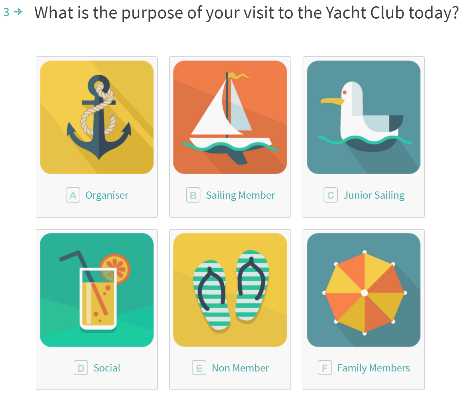 3 → What is the purpose of your visit to the Yacht Club today?
A Organiser
B Sailing Member
C Junior Sailing
D Social
E Non Member
F Family Members